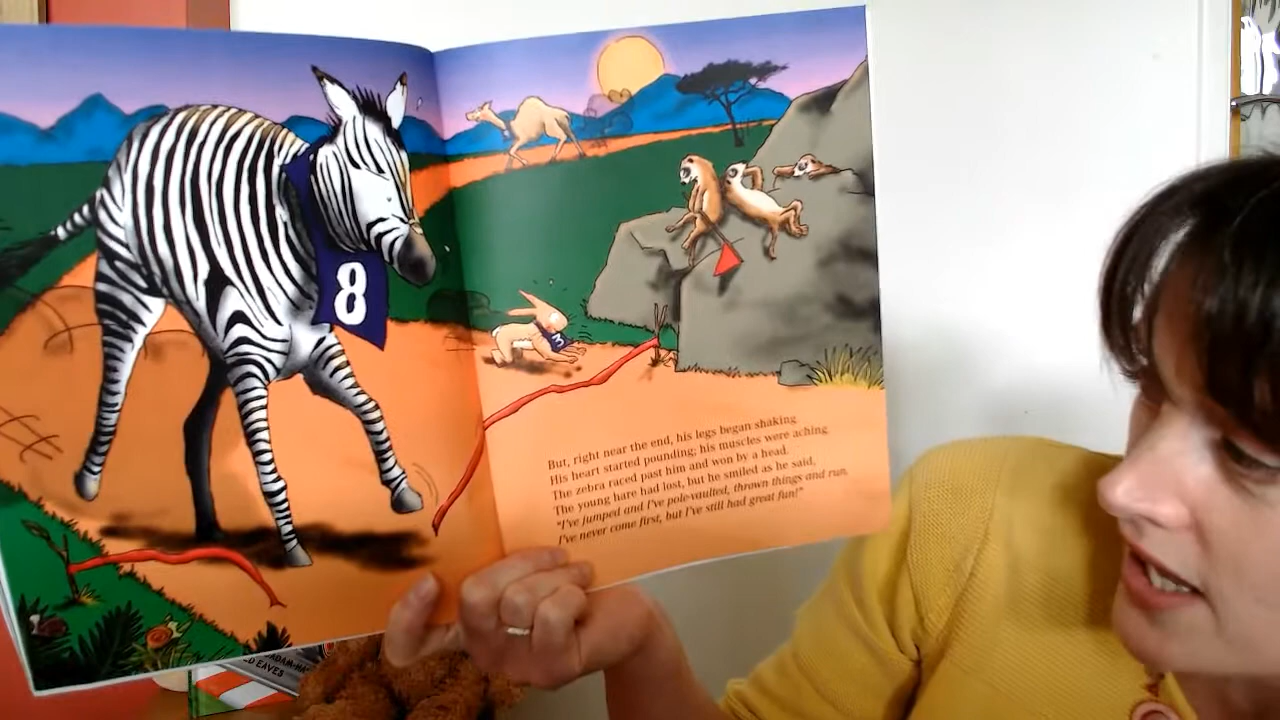 8
3
But, right near the end, his legs began shaking.
His heart started pounding; his muscles were aching.
The zebra raced past him and won by a head.
The young hare had lost, but he smiled as he said,
"I've jumped and I've pole-vaulted, thrown things and run.
I've never come first, but I've still had great fun!"
EAVES